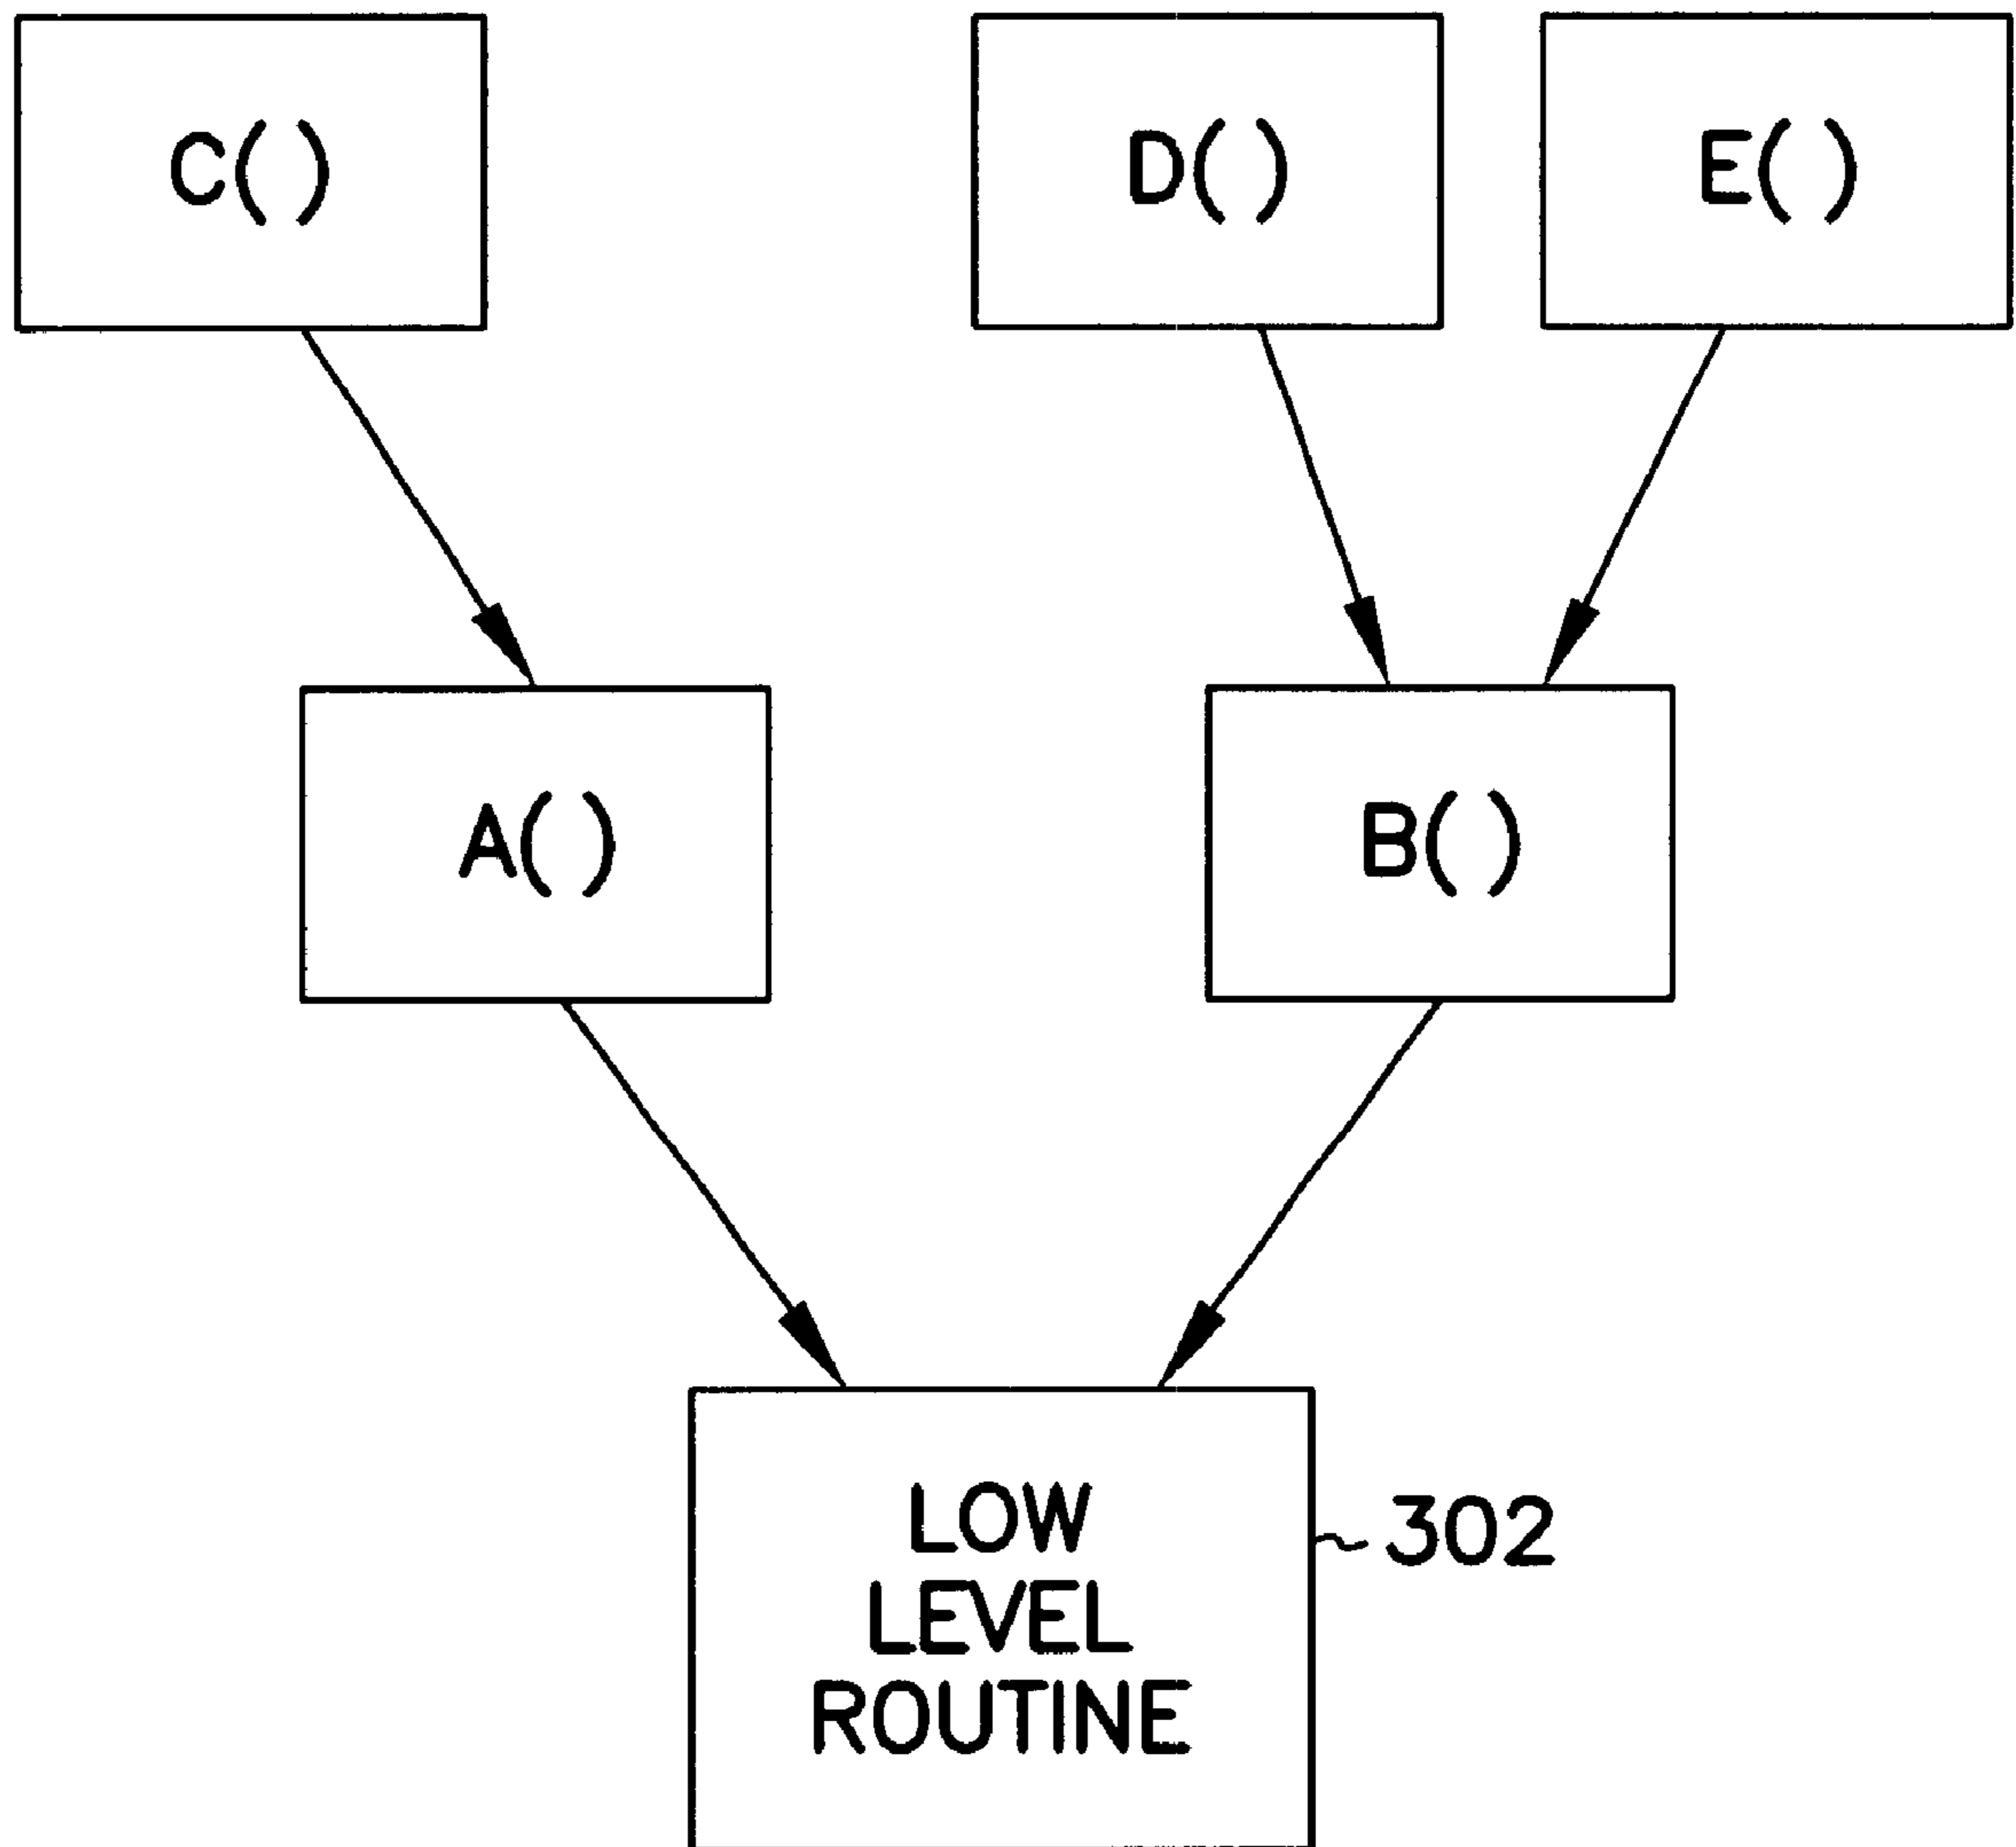 C( )
D( )
E( )
A( )
B( )
LOW
LEVEL
ROUTINE
302